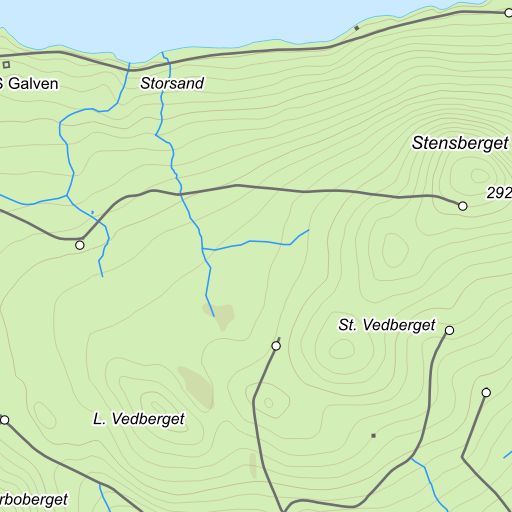 S Galven
Storsand
Stensberget
292
St. Vedberget
L. Vedberget
rboberget